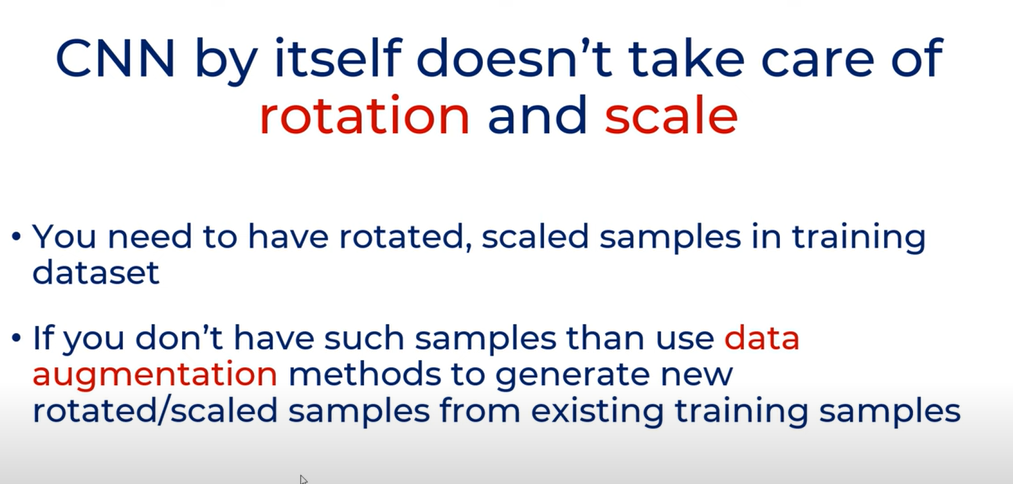 CNN by itself doesn’t take care of
rotation and scale
• You need to have rotated, scaled samples in training
dataset
• If you don’t have such samples than use data
augmentation methods to generate new
rotated/scaled samples from existing training samples